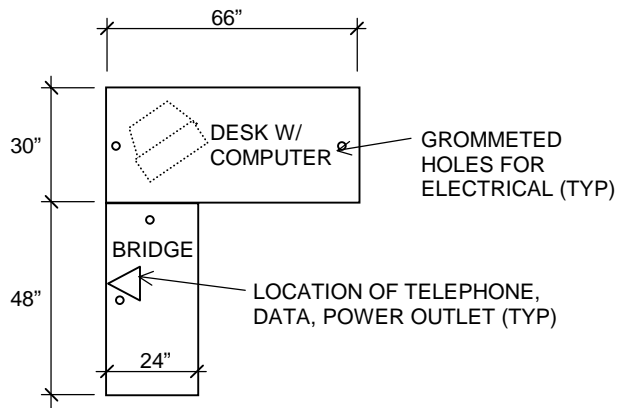 66”
30”
DESK W/
COMPUTER
GROMMETED
HOLES FOR
ELECTRICAL (TYP)
BRIDGE
48”
LOCATION OF TELEPHONE,
DATA, POWER OUTLET (TYP)
24”